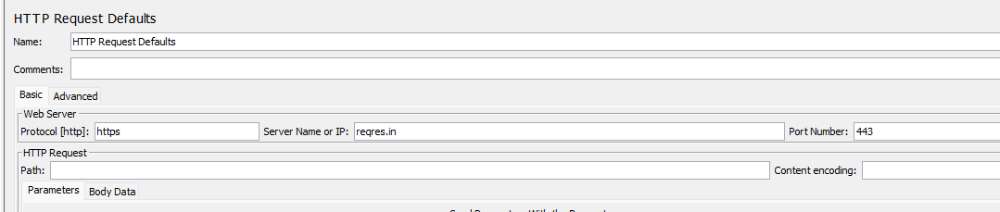 HTTP Request Defaults
Name: HTTP Request Defaults
Comments:
Basic Advanced
Web Server
Protocol [http]: https Server Name or IP: reqres.in Port Number: 443
HTTP Request
Path: Content encoding:
Parameters Body Data